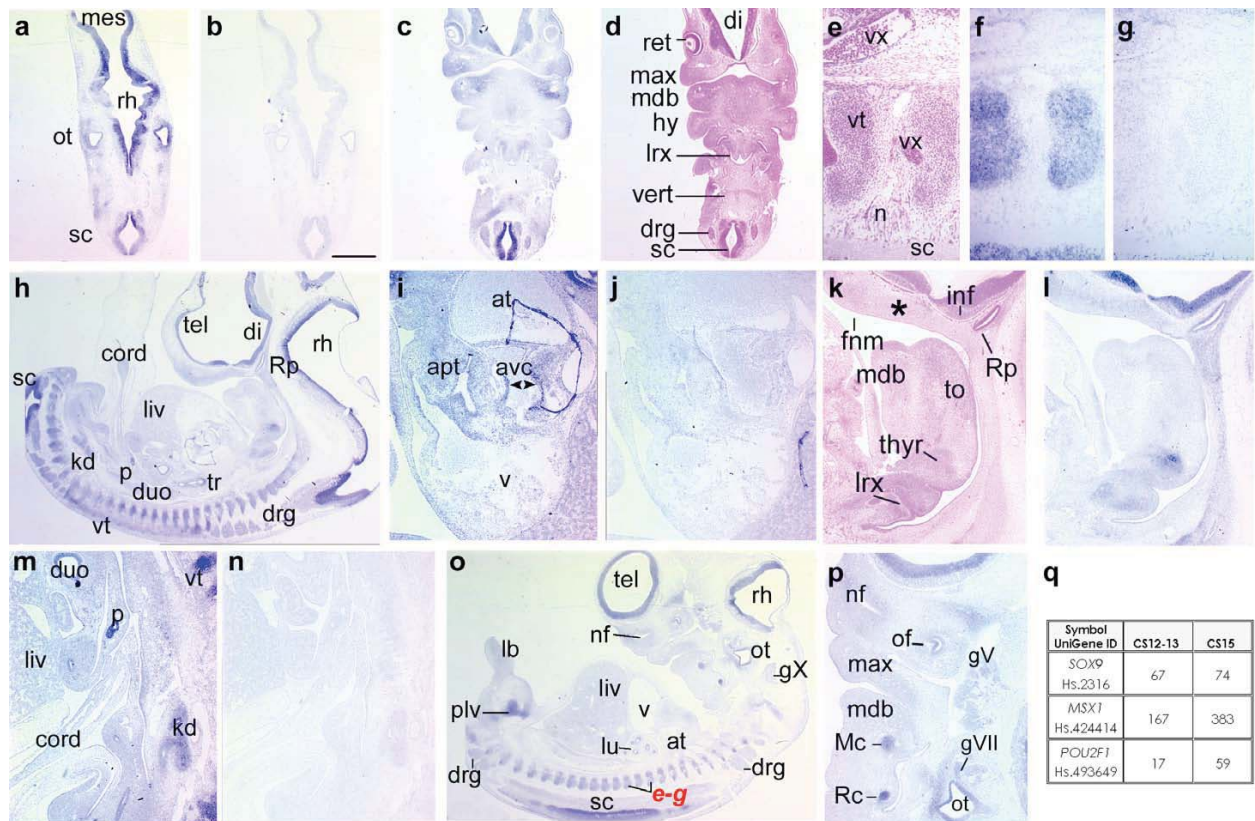 a
mes
rh
ot
sc
b
c
d
di
ret
max
mdb
hy
lrx
vert
drg
sc
e
vx
vt
vx
n
sc
f
g
h
tel
di
rh
cord
Rp
sc
liv
kd
p
duo
tr
vt
drg
i
at
apt
avc
v
j
k
*
inf
fnm
mdb
Rp
to
thyr
lrx
l
m
duo
vt
p
liv
kd
cord
n
o
tel
rh
nf
ot
lb
gX
liv
plv
v
lu
at
drg
drg
sc
e-g
p
nf
of
gV
max
mdb
Mc
gVII
Rc
ot
q
Symbol UniGene ID CS12-13 CS15
SOX9 Hs.2316 67 74
MSX1 Hs.424414 167 383
POU2F1 Hs.493649 17 59